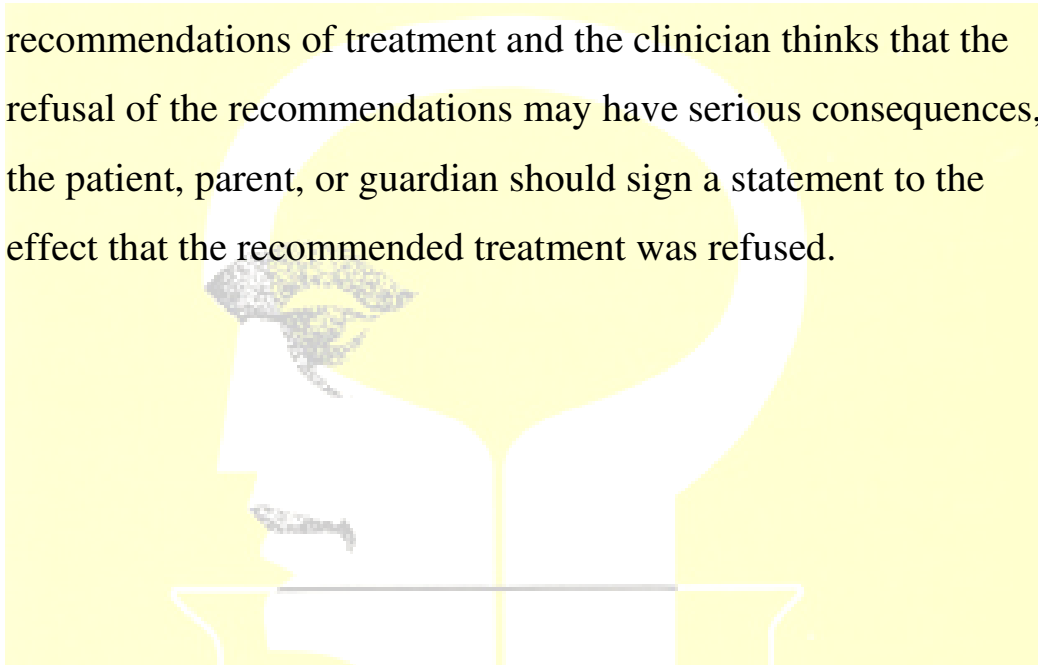 recommendations of treatment and the clinician thinks that the
refusal of the recommendations may have serious consequences,
the patient, parent, or guardian should sign a statement to the
effect that the recommended treatment was refused.